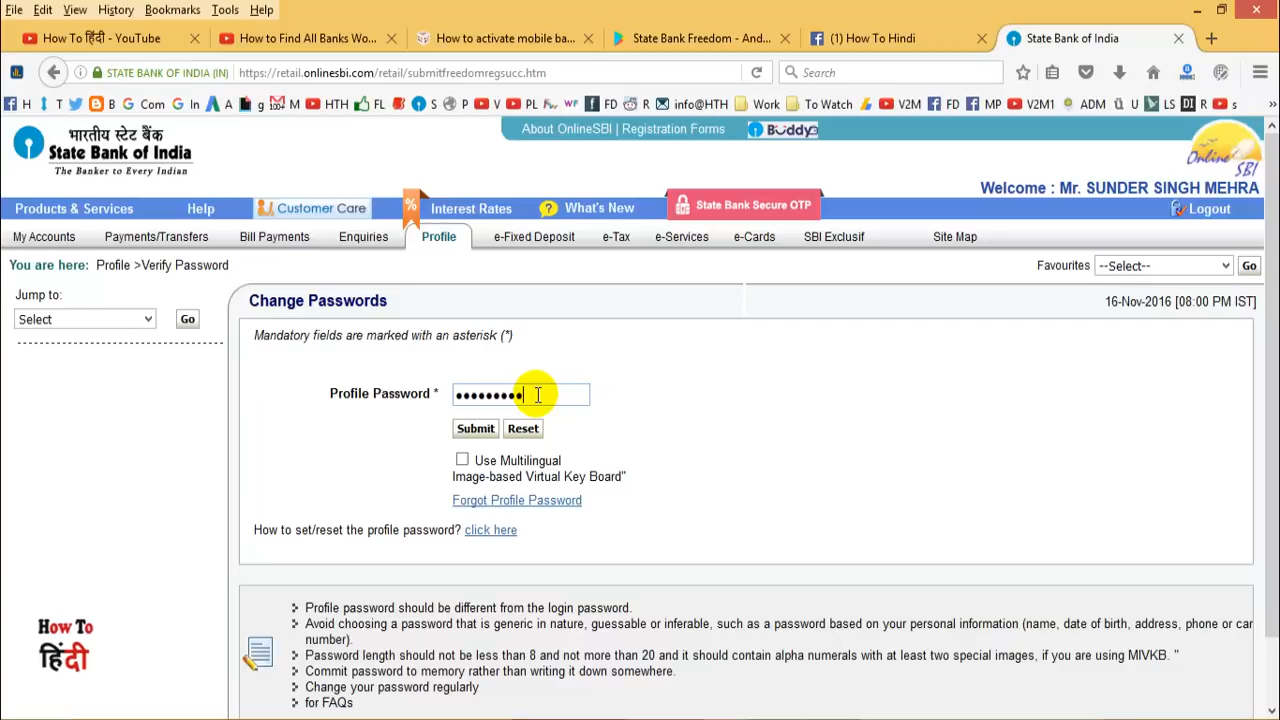 File Edit View History Bookmarks Tools Help
How To हिंदी - YouTube
How to Find All Banks Wo...
How to activate mobile ba...
State Bank Freedom - And...
(1) How To Hindi
State Bank of India
STATE BANK OF INDIA (IN) https://retail.onlinesbi.com/retail/submitfreedomregsucc.htm Search
H T B Com In A g M HTH FL S P V PL WF FD R info@HTH Work To Watch V2M FD MP V2M1 ADM U LS DI R s
About OnlineSBI | Registration Forms Buddy
भारतीय स्टेट बैंक
State Bank of India
The Banker to Every Indian
Online SBI
Welcome : Mr. SUNDER SINGH MEHRA
Products & Services Help Customer Care % Interest Rates ? What's New State Bank Secure OTP Logout
My Accounts Payments/Transfers Bill Payments Enquiries Profile e-Fixed Deposit e-Tax e-Services e-Cards SBI Exclusif Site Map
You are here: Profile >Verify Password Favourites --Select-- Go
Jump to:
Select Go
Change Passwords 16-Nov-2016 [08:00 PM IST]
Mandatory fields are marked with an asterisk (*)
Profile Password * ●●●●●●●●●
Submit Reset
Use Multilingual
Image-based Virtual Key Board"
Forgot Profile Password
How to set/reset the profile password? click here
Profile password should be different from the login password.
Avoid choosing a password that is generic in nature, guessable or inferable, such as a password based on your personal information (name, date of birth, address, phone or car
number).
Password length should not be less than 8 and not more than 20 and it should contain alpha numerals with at least two special images, if you are using MIVKB. "
Commit password to memory rather than writing it down somewhere.
Change your password regularly
for FAQs
How To
हिंदी